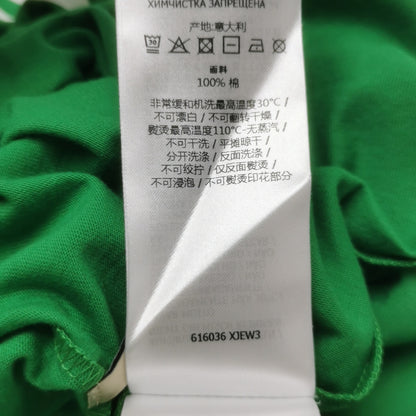 ХИМЧИСТКА ЗАПРЕЩЕНА
产地:意大利
面料
100% 棉
非常缓和机洗最高温度30°C /
不可漂白 / 不可翻转干燥 /
熨烫最高温度110°C-无蒸汽 /
不可干洗 / 平摊晾干 /
分开洗涤 / 反面洗涤 /
不可绞拧 / 仅反面熨烫 /
不可浸泡 / 不可熨烫印花部分
616036 XJEW3